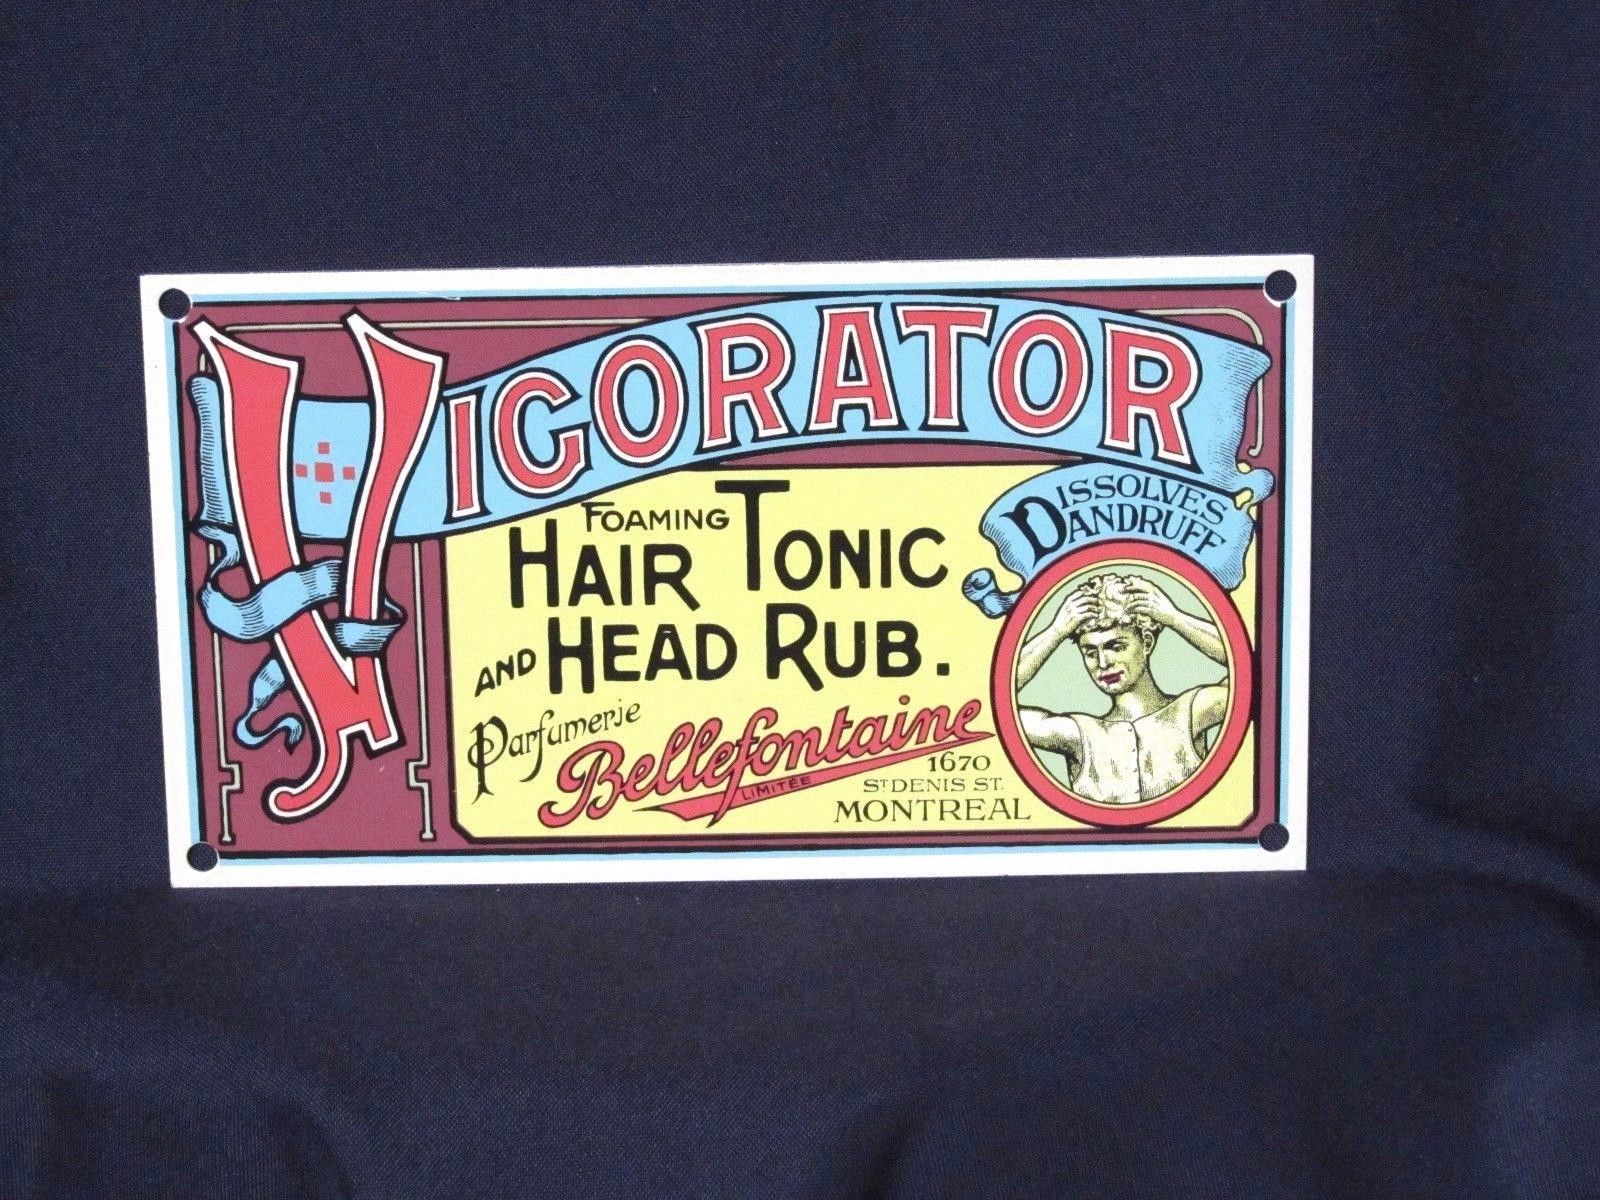 VIGORATOR
FOAMING
HAIR TONIC
AND HEAD RUB.
DISSOLVES
DANDRUFF
Parfumerie
Bellefontaine
LIMITÉE
1670
ST DENIS ST.
MONTREAL